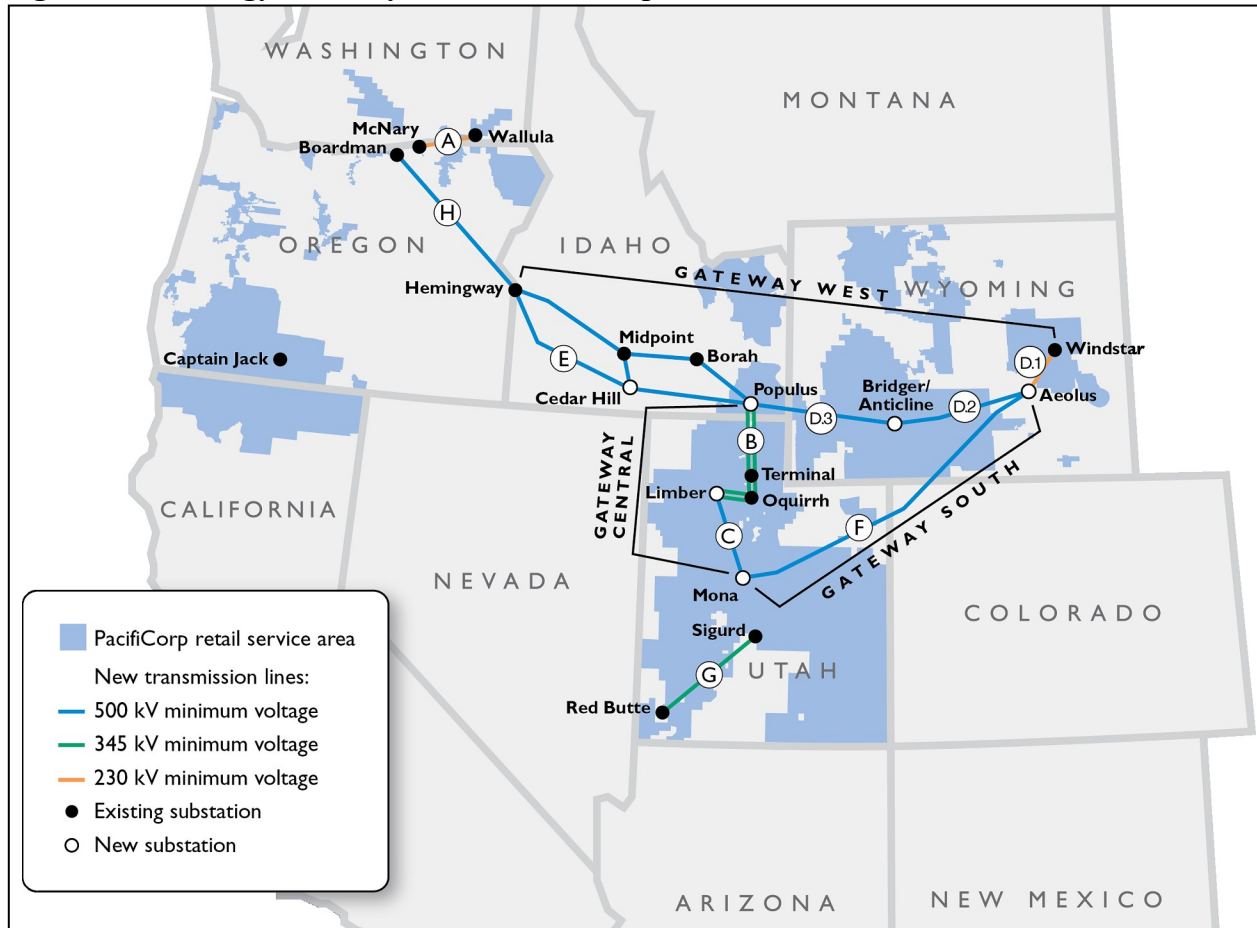 WASHINGTON
MONTANA
McNary
A
Wallula
Boardman
H
OREGON
IDAHO
GATEWAY WEST
WYOMING
Hemingway
Midpoint
Borah
Windstar
Captain Jack
E
D.1
Cedar Hill
Populus
Bridger/
Anticline
D.2
Aeolus
D.3
GATEWAY
CENTRAL
B
Terminal
Limber
Oquirrh
GATEWAY SOUTH
CALIFORNIA
C
F
NEVADA
Mona
COLORADO
Sigurd
UTAH
G
Red Butte
PacifiCorp retail service area
New transmission lines:
500 kV minimum voltage
345 kV minimum voltage
230 kV minimum voltage
Existing substation
New substation
ARIZONA
NEW MEXICO